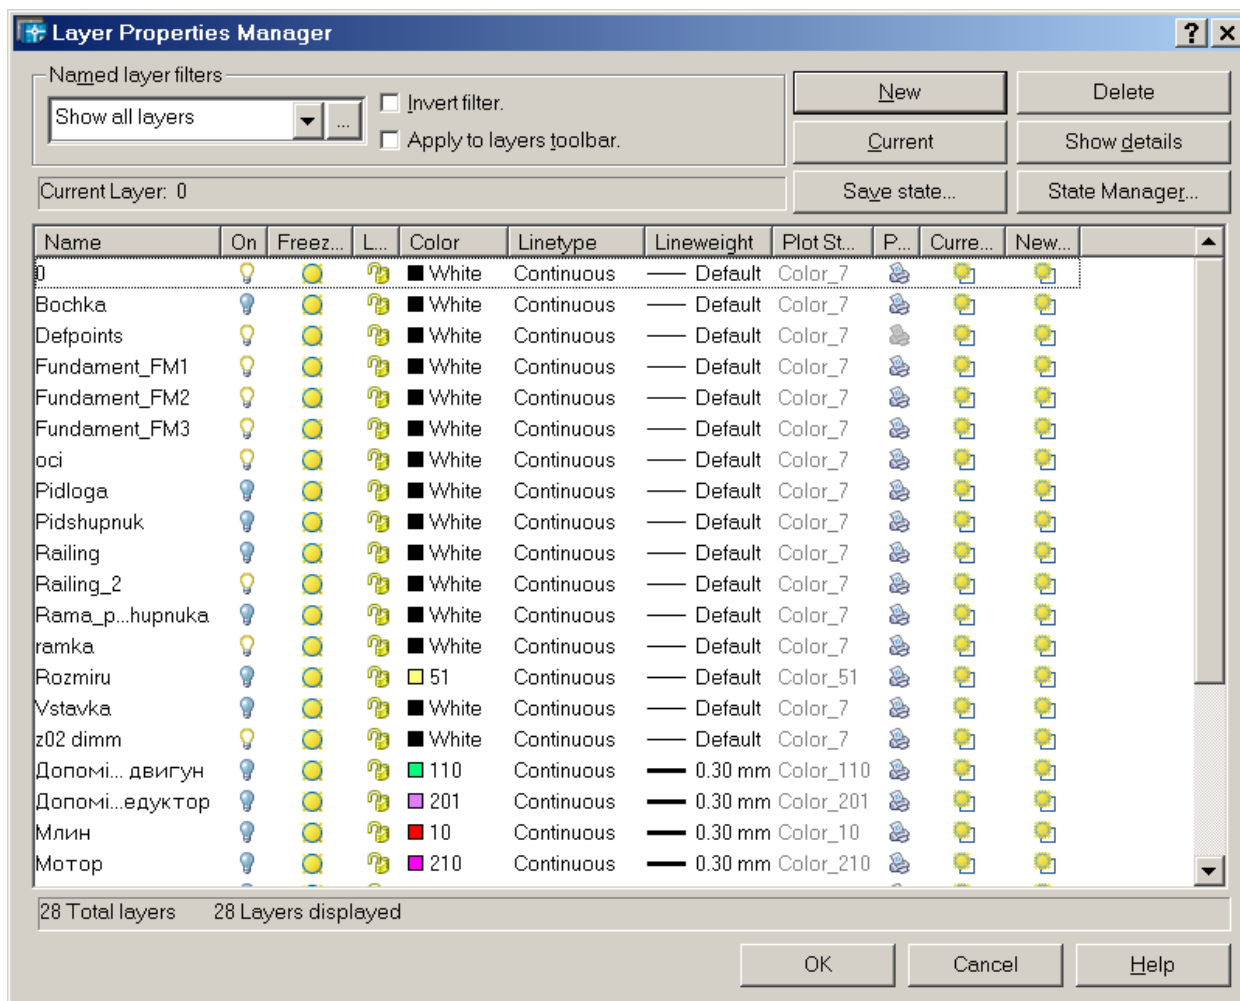 Layer Properties Manager
Named layer filters
Show all layers
...
Invert filter.
Apply to layers toolbar.
New
Delete
Current
Show details
Save state...
State Manager...
Current Layer: 0
Name On Freez... L... Color Linetype Lineweight Plot St... P... Curre... New...
0 White Continuous Default Color_7
Bochka White Continuous Default Color_7
Defpoints White Continuous Default Color_7
Fundament_FM1 White Continuous Default Color_7
Fundament_FM2 White Continuous Default Color_7
Fundament_FM3 White Continuous Default Color_7
oci White Continuous Default Color_7
Pidloga White Continuous Default Color_7
Pidshupnuk White Continuous Default Color_7
Railing White Continuous Default Color_7
Railing_2 White Continuous Default Color_7
Rama_p...hupnuka White Continuous Default Color_7
ramka White Continuous Default Color_7
Rozmiru 51 Continuous Default Color_51
Vstavka White Continuous Default Color_7
z02 dimm White Continuous Default Color_7
Допомі... двигун 110 Continuous 0.30 mm Color_110
Допомі...едуктор 201 Continuous 0.30 mm Color_201
Млин 10 Continuous 0.30 mm Color_10
Мотор 210 Continuous 0.30 mm Color_210
28 Total layers 28 Layers displayed
OK
Cancel
Help